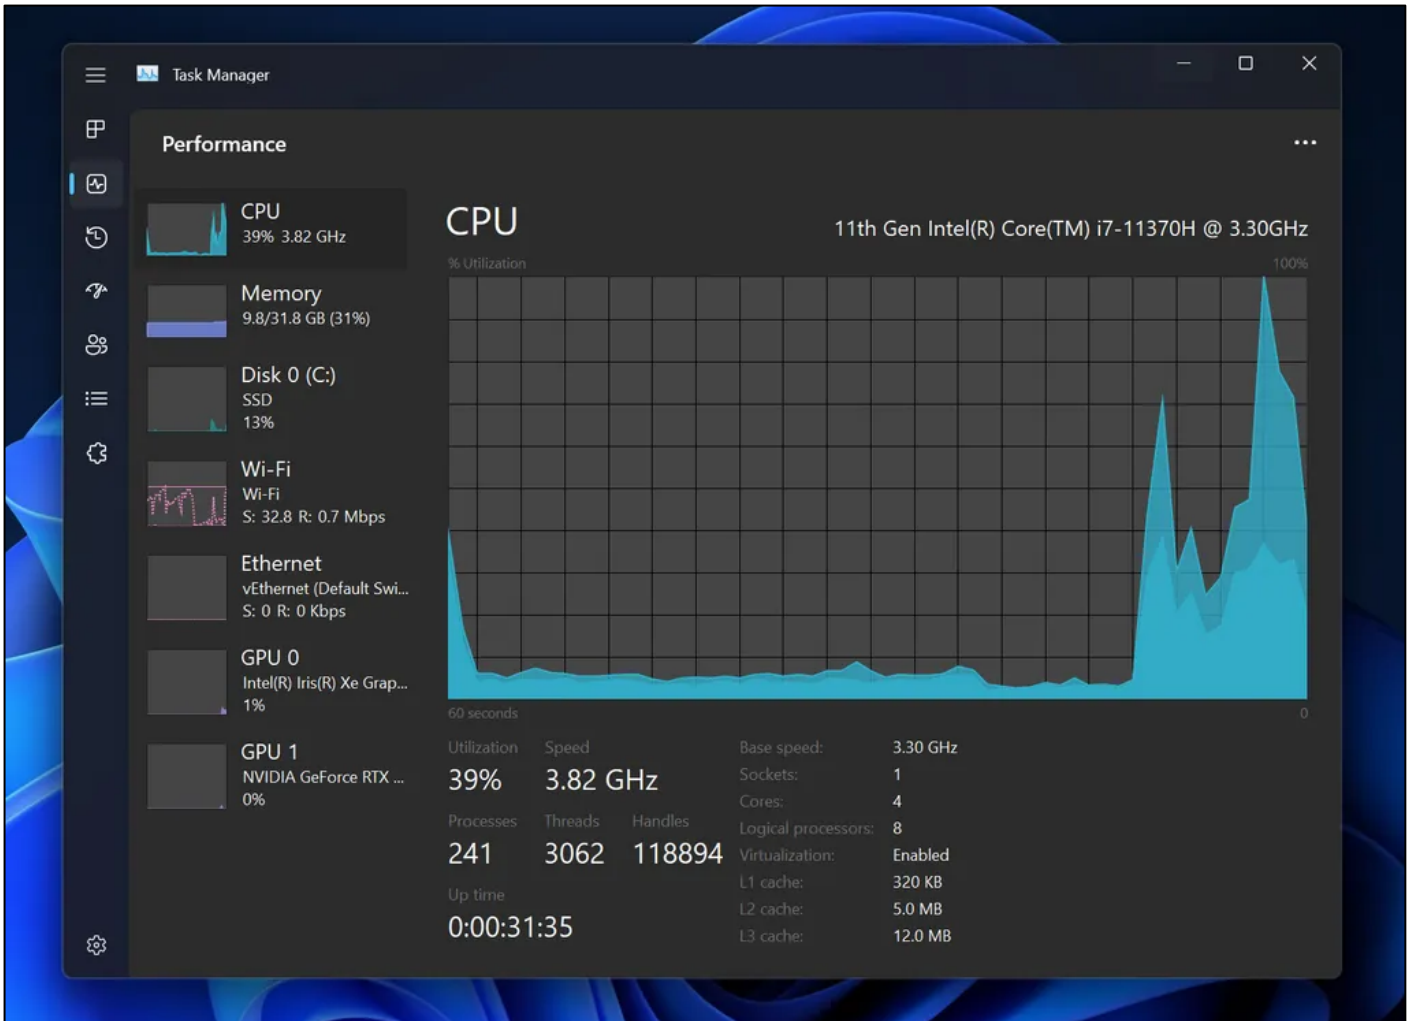 Task Manager
Performance
CPU
39% 3.82 GHz
Memory
9.8/31.8 GB (31%)
Disk 0 (C:)
SSD
13%
Wi-Fi
Wi-Fi
S: 32.8 R: 0.7 Mbps
Ethernet
vEthernet (Default Swi...
S: 0 R: 0 Kbps
GPU 0
Intel(R) Iris(R) Xe Grap...
1%
GPU 1
NVIDIA GeForce RTX ...
0%
CPU
11th Gen Intel(R) Core(TM) i7-11370H @ 3.30GHz
% Utilization 100%
60 seconds 0
Utilization Speed
39% 3.82 GHz
Processes Threads Handles
241 3062 118894
Up time
0:00:31:35
Base speed: 3.30 GHz
Sockets: 1
Cores: 4
Logical processors: 8
Virtualization: Enabled
L1 cache: 320 KB
L2 cache: 5.0 MB
L3 cache: 12.0 MB